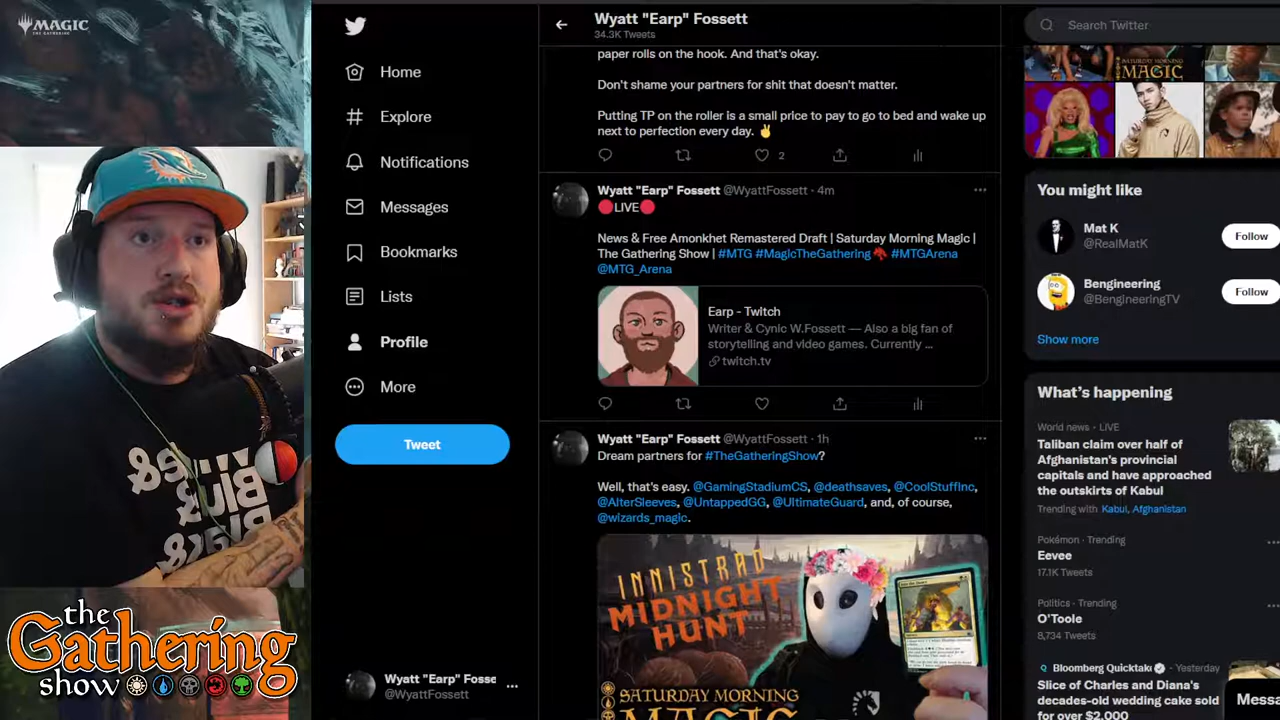 MAGIC
THE GATHERING
the
Gathering
show
Home
Explore
Notifications
Messages
Bookmarks
Lists
Profile
More
Tweet
Wyatt "Earp" Fosse
@WyattFossett
Wyatt "Earp" Fossett
34.3K Tweets
paper rolls on the hook. And that's okay.
Don't shame your partners for shit that doesn't matter.
Putting TP on the roller is a small price to pay to go to bed and wake up
next to perfection every day. ✌
2
Wyatt "Earp" Fossett @WyattFossett · 4m
🔴LIVE🔴
News & Free Amonkhet Remastered Draft | Saturday Morning Magic |
The Gathering Show | #MTG #MagicTheGathering #MTGArena
@MTG_Arena
Earp - Twitch
Writer & Cynic W.Fossett — Also a big fan of
storytelling and video games. Currently ...
twitch.tv
Wyatt "Earp" Fossett @WyattFossett · 1h
Dream partners for #TheGatheringShow?
Well, that's easy. @GamingStadiumCS, @deathsaves, @CoolStuffInc,
@AlterSleeves, @UntappedGG, @UltimateGuard, and, of course,
@wizards_magic.
INNISTRAD
MIDNIGHT
HUNT
SATURDAY MORNING
MAGIC
Search Twitter
SATURDAY MORNING
MAGIC
You might like
Mat K
@RealMatK
Follow
Bengineering
@BengineeringTV
Follow
Show more
What's happening
World news · LIVE
Taliban claim over half of
Afghanistan's provincial
capitals and have approached
the outskirts of Kabul
Trending with Kabul, Afghanistan
Pokémon · Trending
Eevee
17.1K Tweets
Politics · Trending
O'Toole
8,734 Tweets
Bloomberg Quicktake · Yesterday
Slice of Charles and Diana's
decades-old wedding cake sold
for over $2,000
Messa